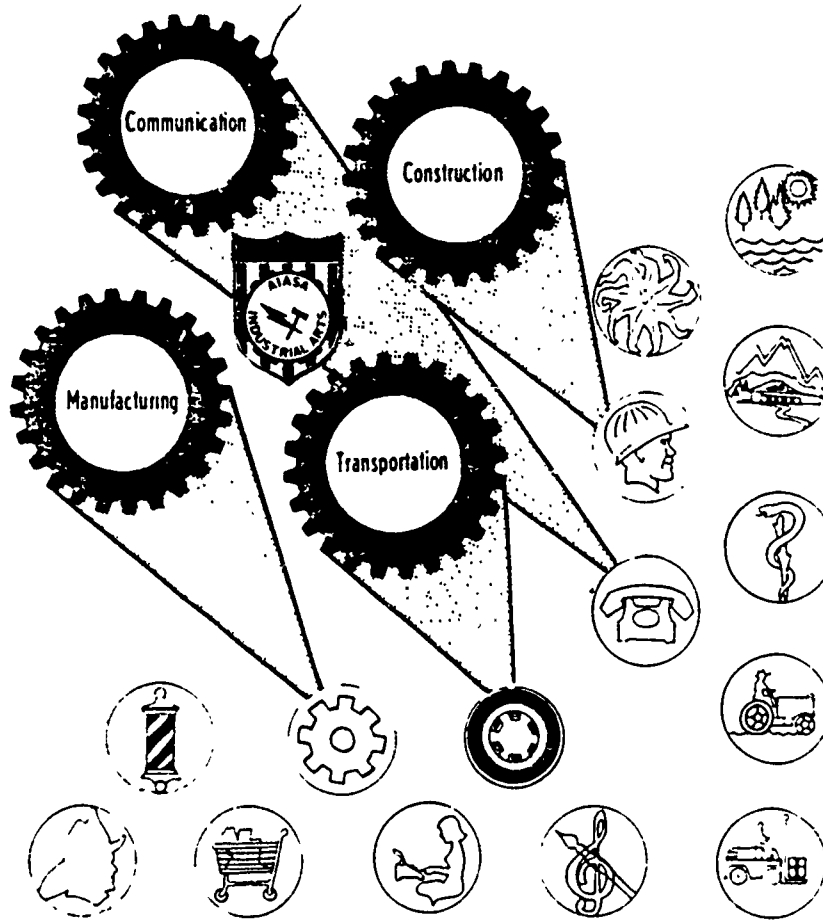 Communication
Construction
AIASA
INDUSTRIAL ARTS
Manufacturing
Transportation
? ?